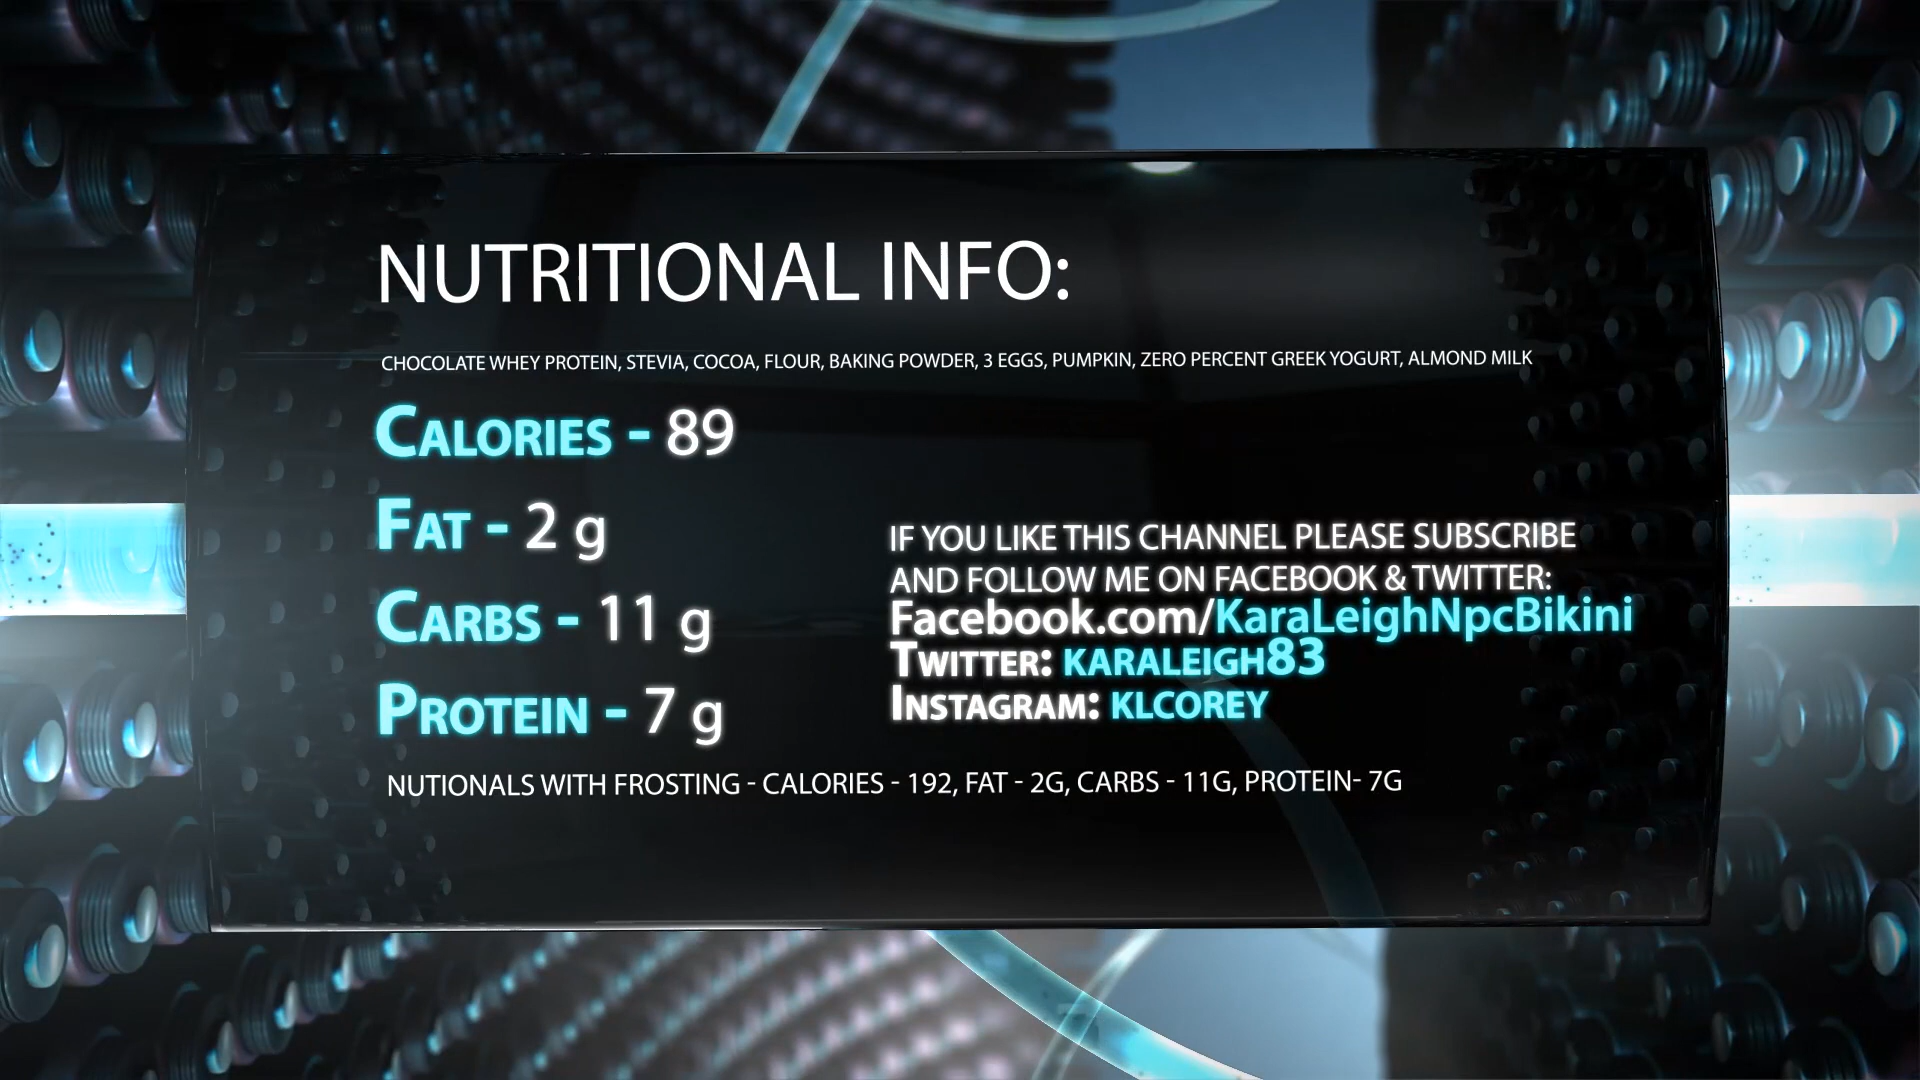 NUTRITIONAL INFO:
CHOCOLATE WHEY PROTEIN, STEVIA, COCOA, FLOUR, BAKING POWDER, 3 EGGS, PUMPKIN, ZERO PERCENT GREEK YOGURT, ALMOND MILK
CALORIES - 89
FAT - 2 g
CARBS - 11 g
PROTEIN - 7 g
IF YOU LIKE THIS CHANNEL PLEASE SUBSCRIBE
AND FOLLOW ME ON FACEBOOK & TWITTER:
Facebook.com/KaraLeighNpcBikini
TWITTER: KARALEIGH83
INSTAGRAM: KLCOREY
NUTIONALS WITH FROSTING - CALORIES - 192, FAT - 2G, CARBS - 11G, PROTEIN- 7G